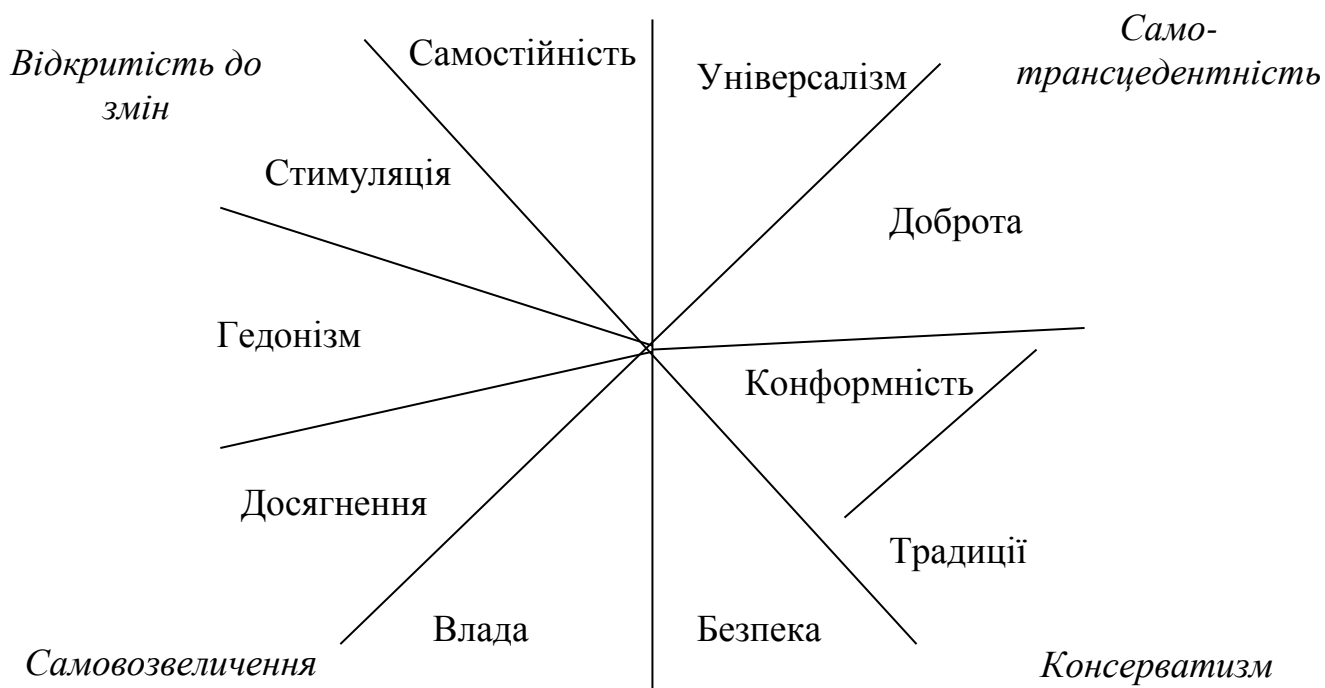 Відкритість до
змін
Самостійність
Універсалізм
Само-
трансцедентність
Стимуляція
Доброта
Гедонізм
Конформність
Досягнення
Традиції
Влада
Безпека
Самовозвеличення
Консерватизм